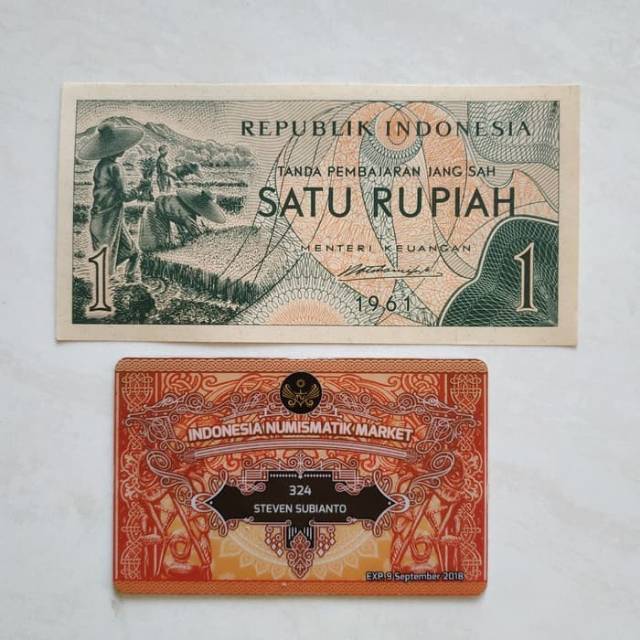 REPUBLIK INDONESIA
TANDA PEMBAJARAN JANG SAH
SATU RUPIAH
MENTERI KEUANGAN
1961
1
1
INDONESIA NUMISMATIK MARKET
324
STEVEN SUBIANTO
EXP. 9 September 2018